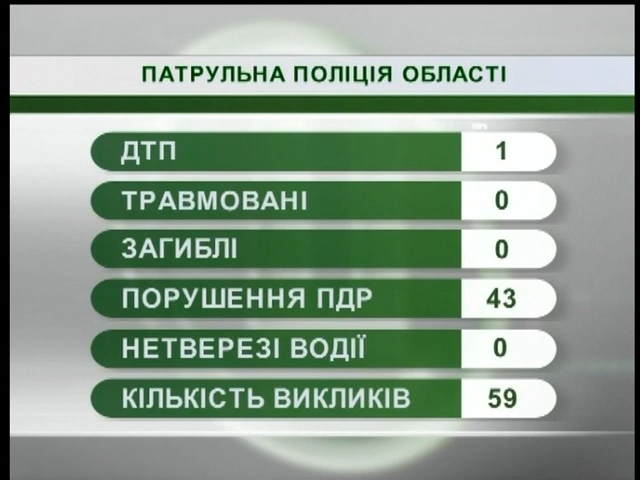 ПАТРУЛЬНА ПОЛІЦІЯ ОБЛАСТІ
ДТП 1
ТРАВМОВАНІ 0
ЗАГИБЛІ 0
ПОРУШЕННЯ ПДР 43
НЕТВЕРЕЗІ ВОДІЇ 0
КІЛЬКІСТЬ ВИКЛИКІВ 59